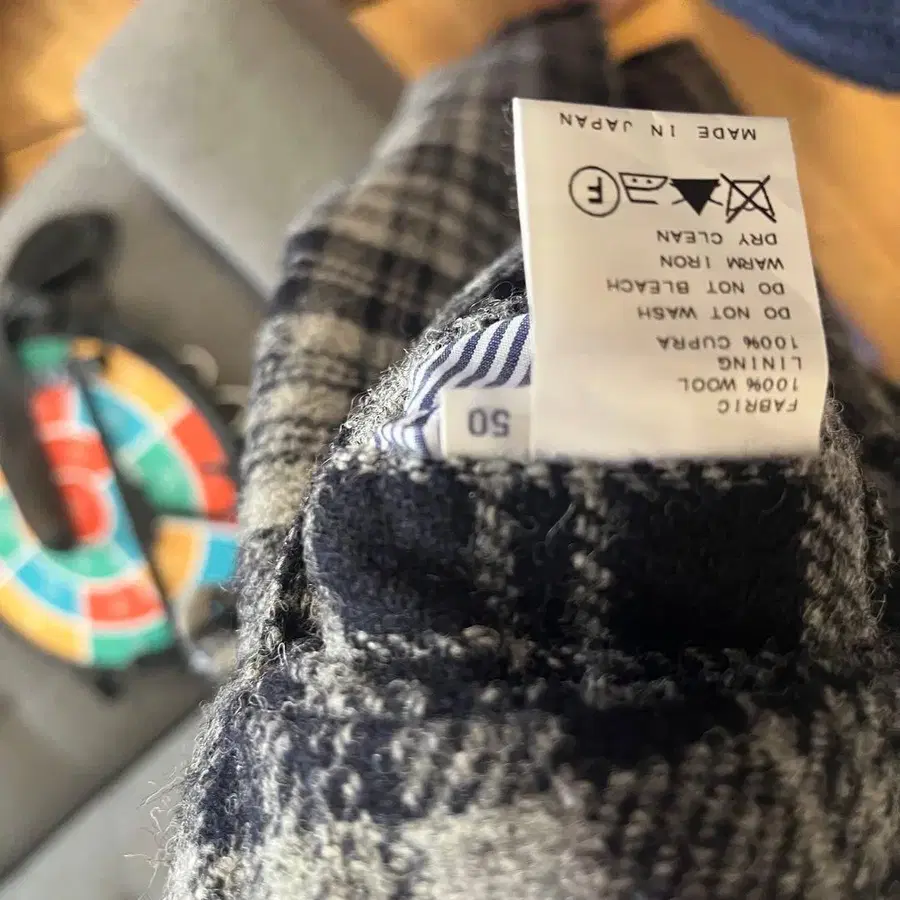 FABRIC
100% WOOL
LINING
100% CUPRA
DO NOT WASH
DO NOT BLEACH
WARM IRON
DRY CLEAN
F
MADE IN JAPAN
50